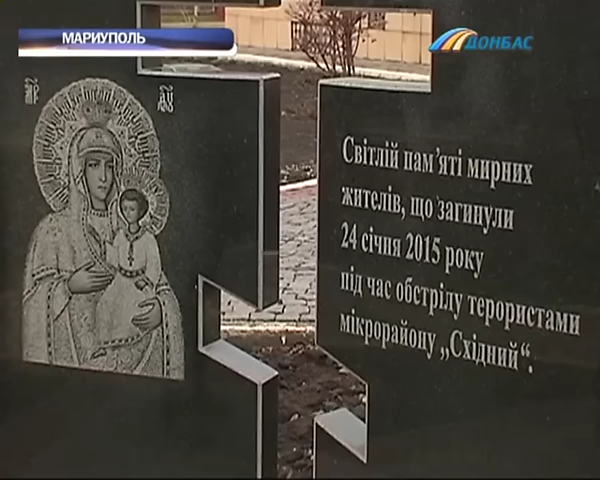 МАРИУПОЛЬ
ДОНБАС
Світлій пам’яті мирних
жителів, що загинули
24 січня 2015 року
під час обстрілу терористами
мікрорайону „Східний“.